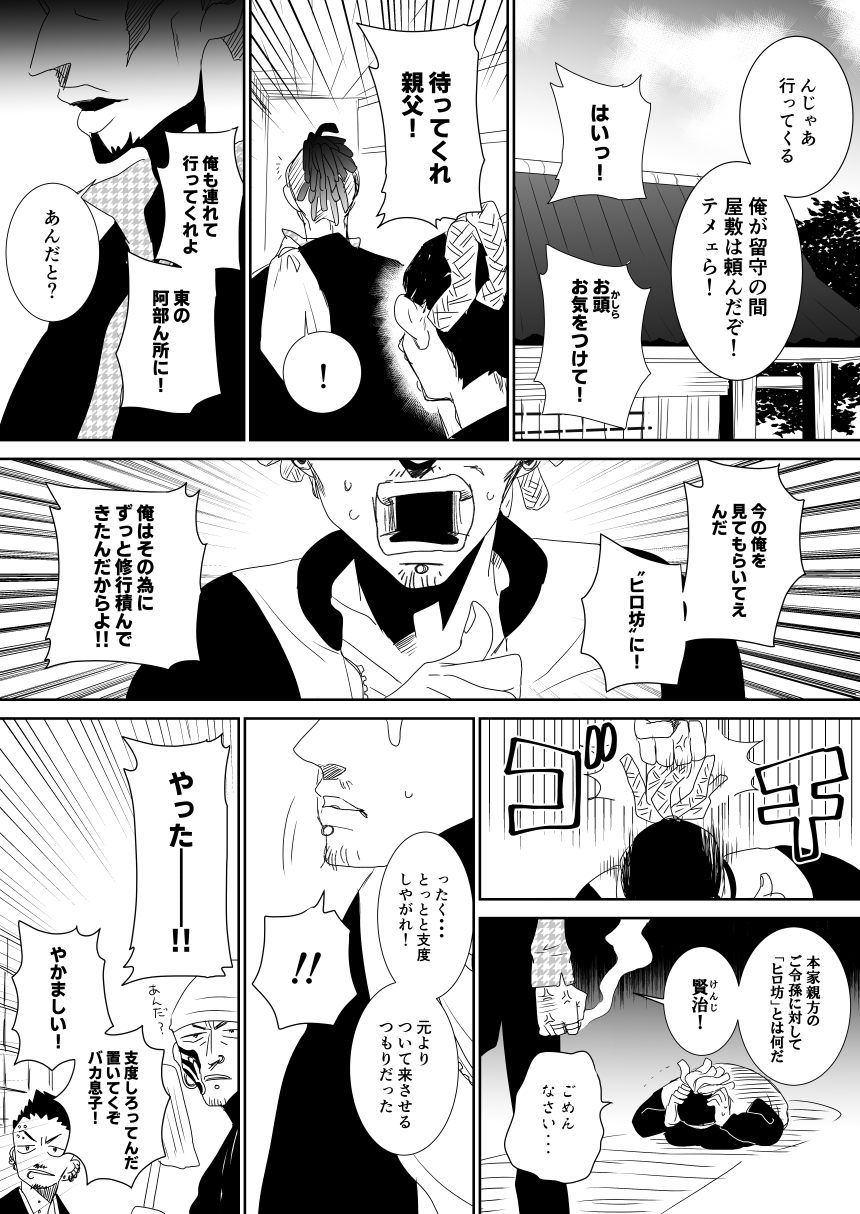 んじゃあ
行ってくる
俺が留守の間
屋敷は頼んだぞ!
テメェら!
はいっ!
お頭
かしら
お気をつけて!
待ってくれ
親父!
!
俺も連れて
行ってくれよ
東の
阿部ん所に!
あんだと?
今の俺を
見てもらいてえ
んだ
〝ヒロ坊〟に!
俺はその為に
ずっと修行積んで
きたんだからよ!!
ゴヂ
本家親方の
ご令孫に対して
「ヒロ坊」とは何だ
賢治!
けんじ
ごめん
なさい・・・
ったく・・・
とっとと支度
しやがれ!
元より
ついて来させる
つもりだった
!!
やった――!!
あんだ?
やかましい!
支度しろってんだ
置いてくぞ
バカ息子!